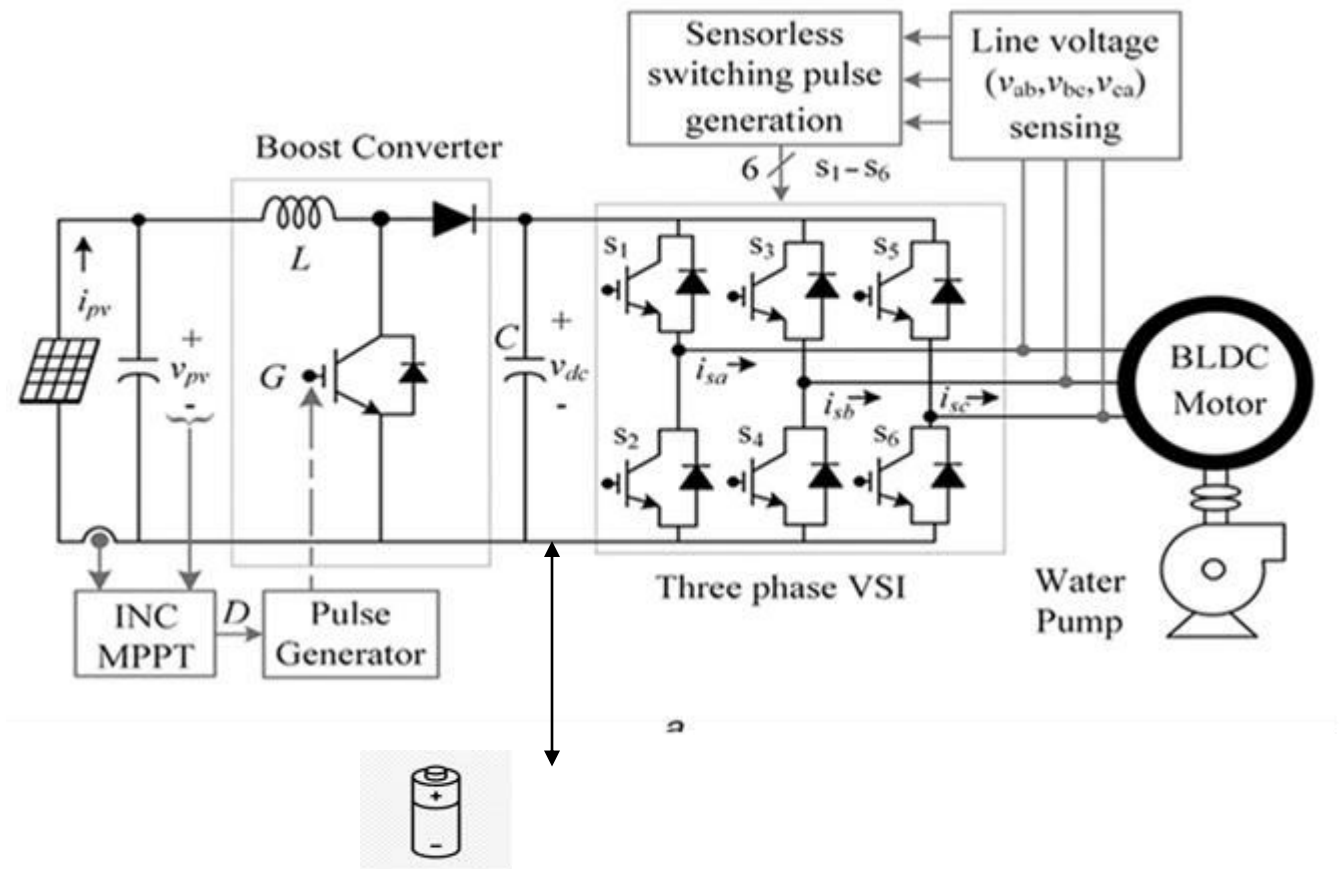 Sensorless
switching pulse
generation
Line voltage
(vab,vbc,vca)
sensing
6
s1–s6
Boost Converter
L
ipv
+
vpv
-
G
C
+
vdc
-
s1
s3
s5
isa
isb
isc
s2
s4
s6
BLDC
Motor
Three phase VSI
Water
Pump
INC
MPPT
D
Pulse
Generator
a
+
-